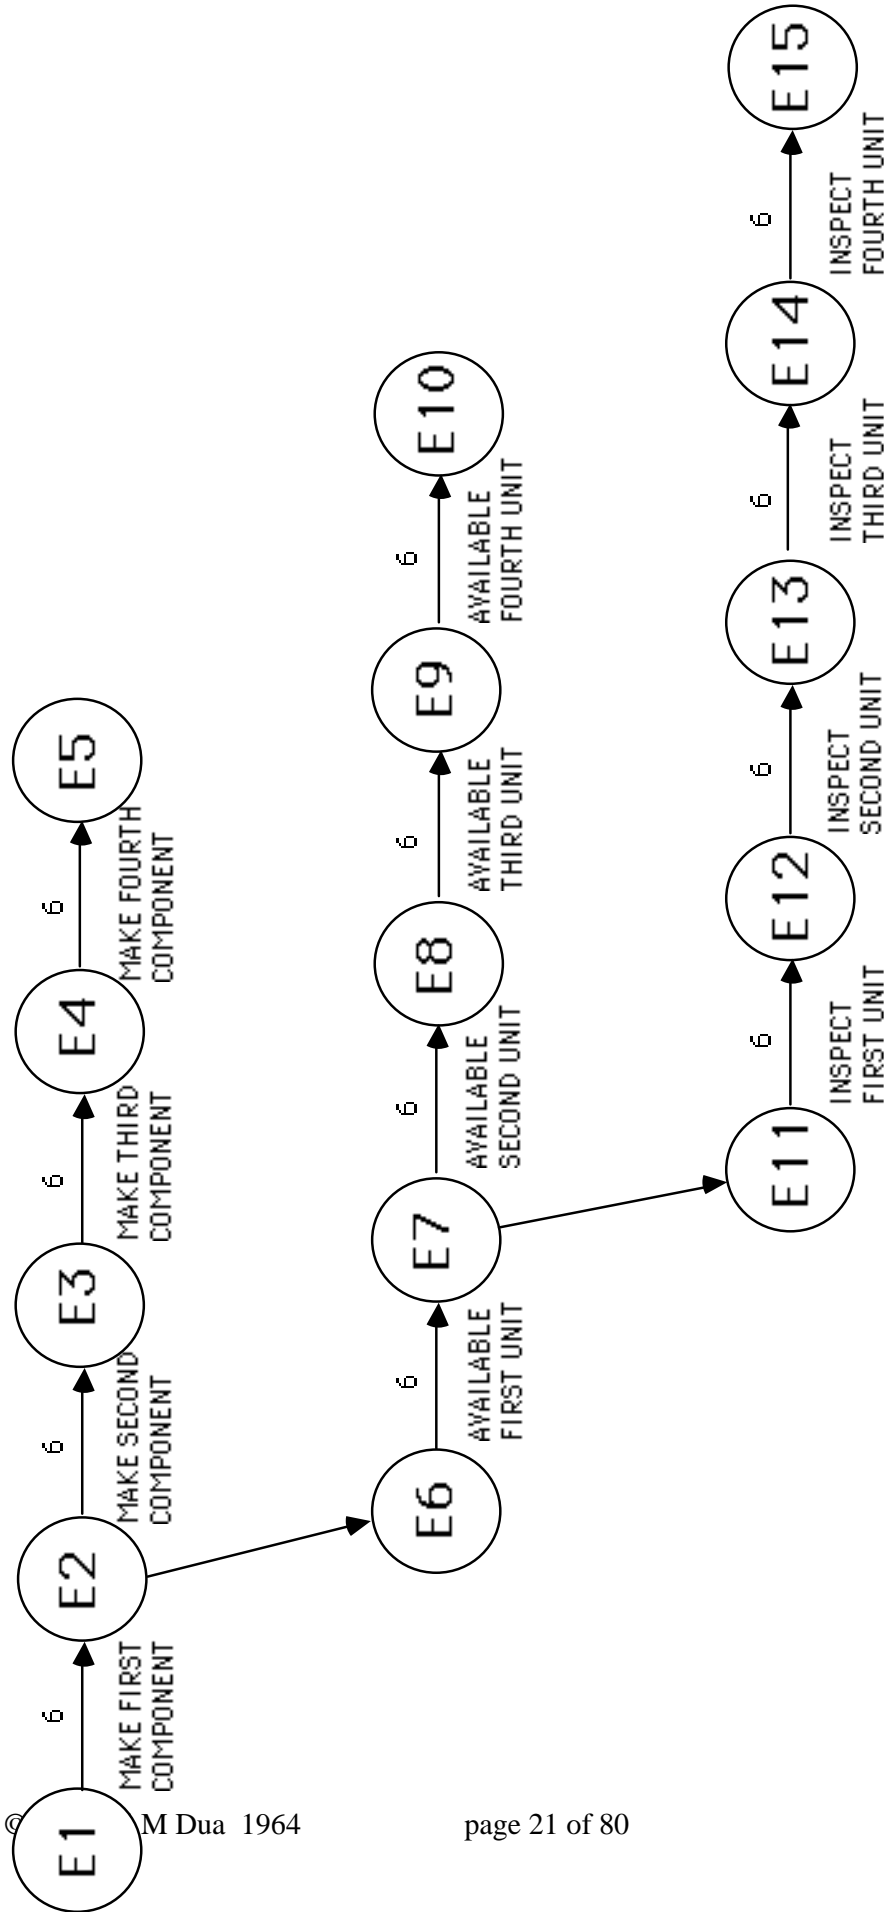 E1
6
MAKE FIRST
COMPONENT
E2
6
MAKE SECOND
COMPONENT
E3
6
MAKE THIRD
COMPONENT
E4
6
MAKE FOURTH
COMPONENT
E5
E6
6
AVAILABLE
FIRST UNIT
E7
6
AVAILABLE
SECOND UNIT
E8
6
AVAILABLE
THIRD UNIT
E9
6
AVAILABLE
FOURTH UNIT
E10
E11
6
INSPECT
FIRST UNIT
E12
6
INSPECT
SECOND UNIT
E13
6
INSPECT
THIRD UNIT
E14
6
INSPECT
FOURTH UNIT
E15
© M Dua 1964 page 21 of 80